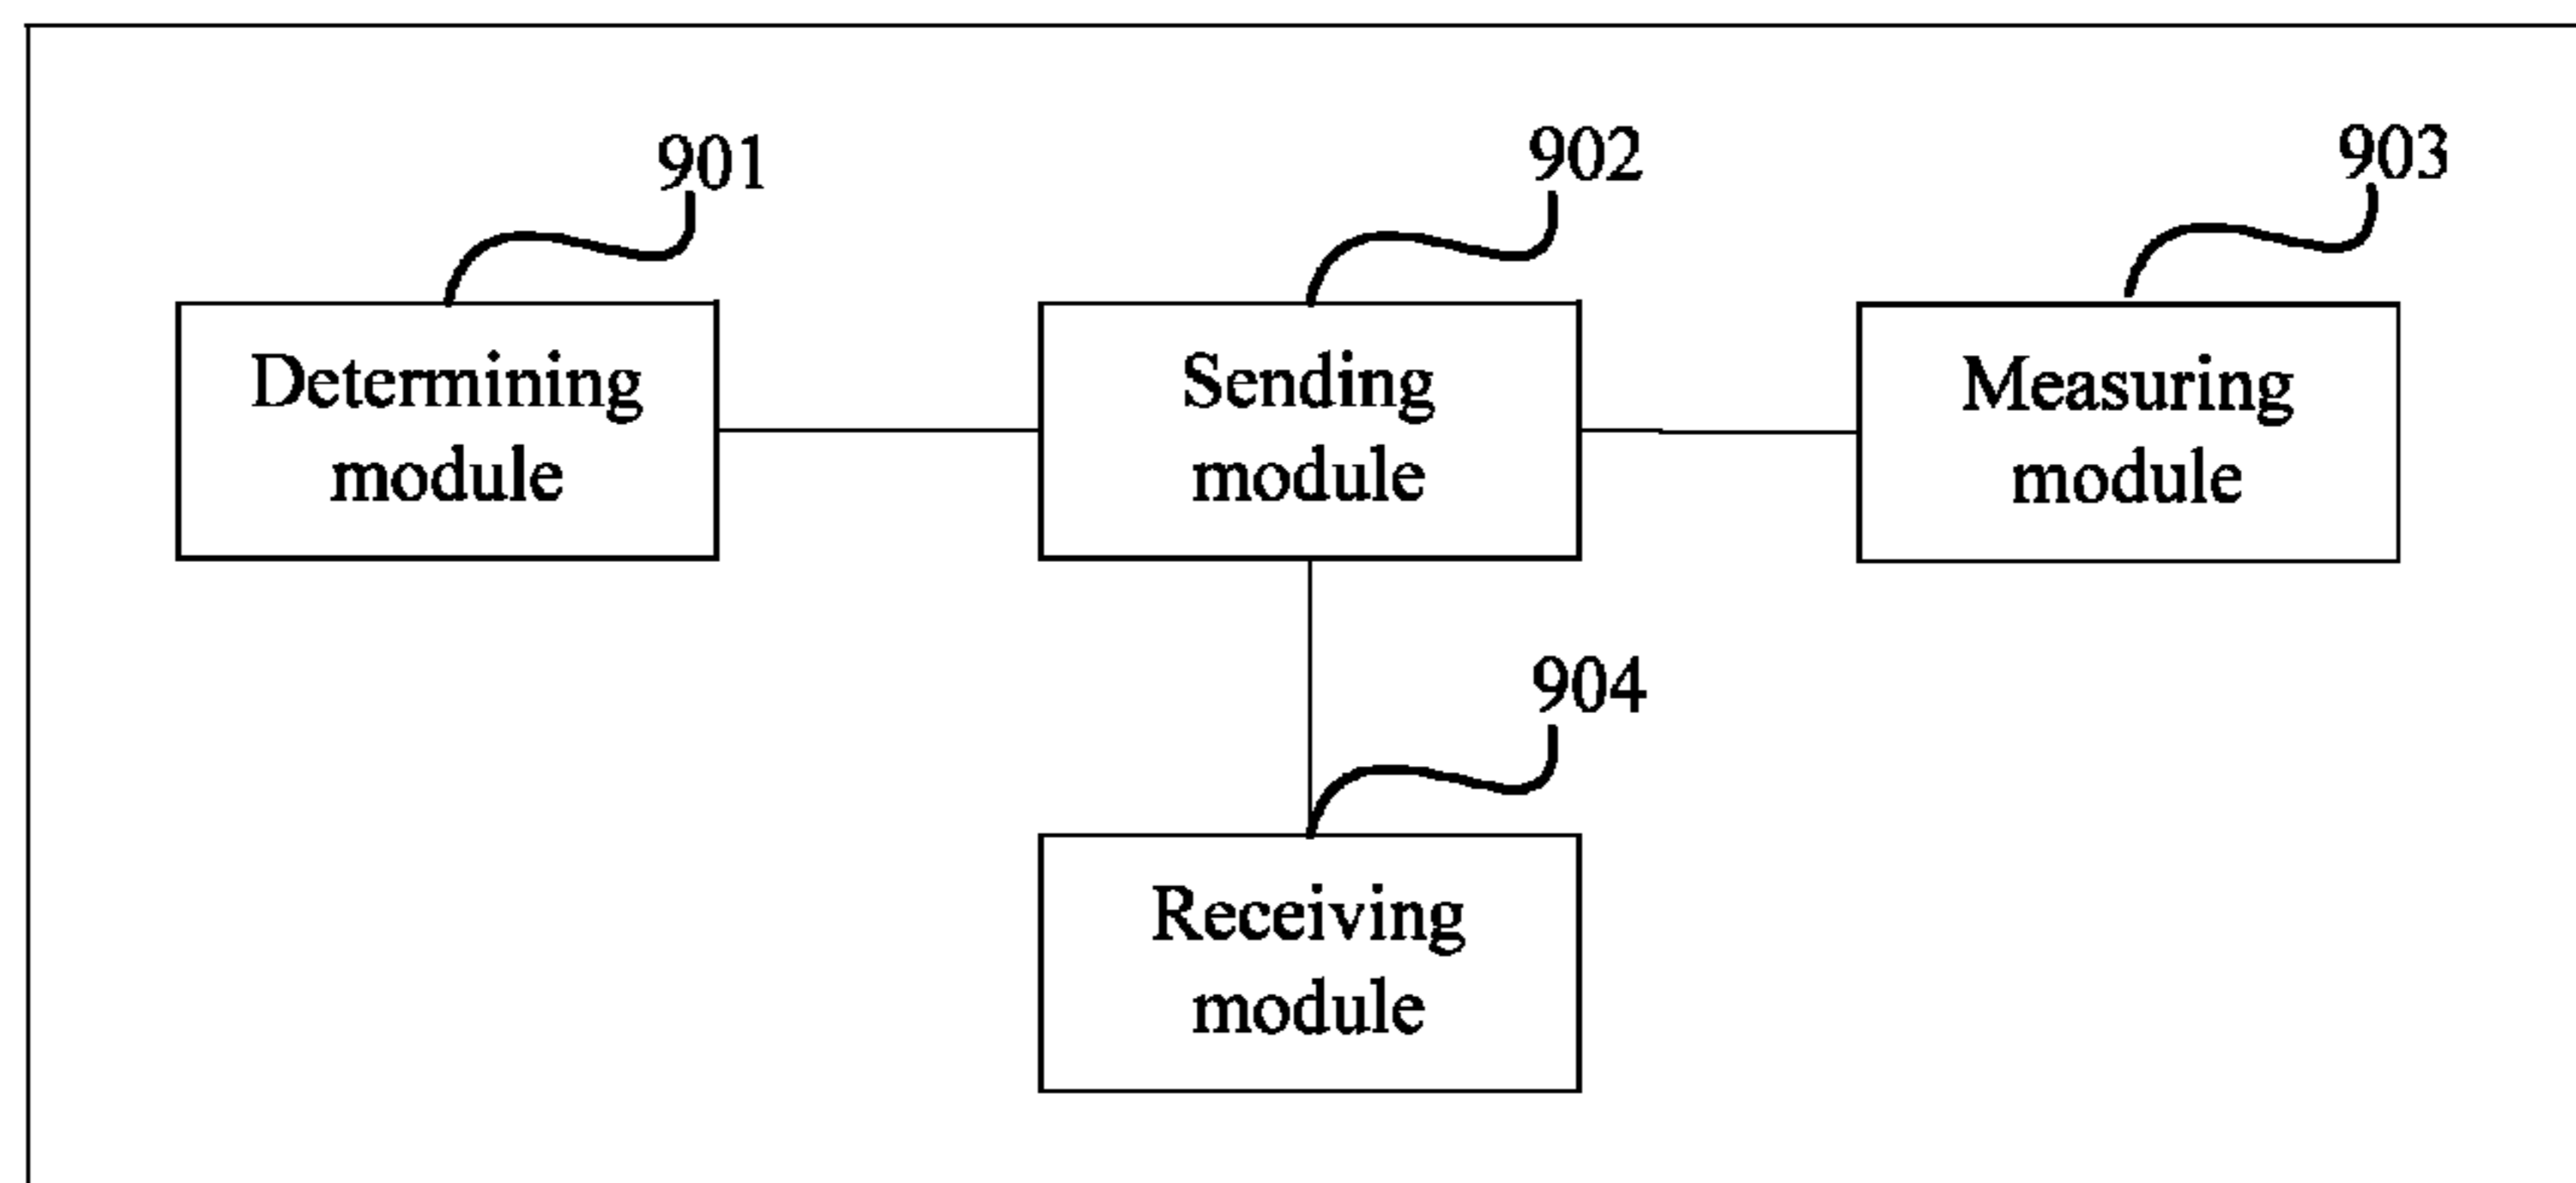 901
902
903
Determining
module
Sending
module
Measuring
module
904
Receiving
module